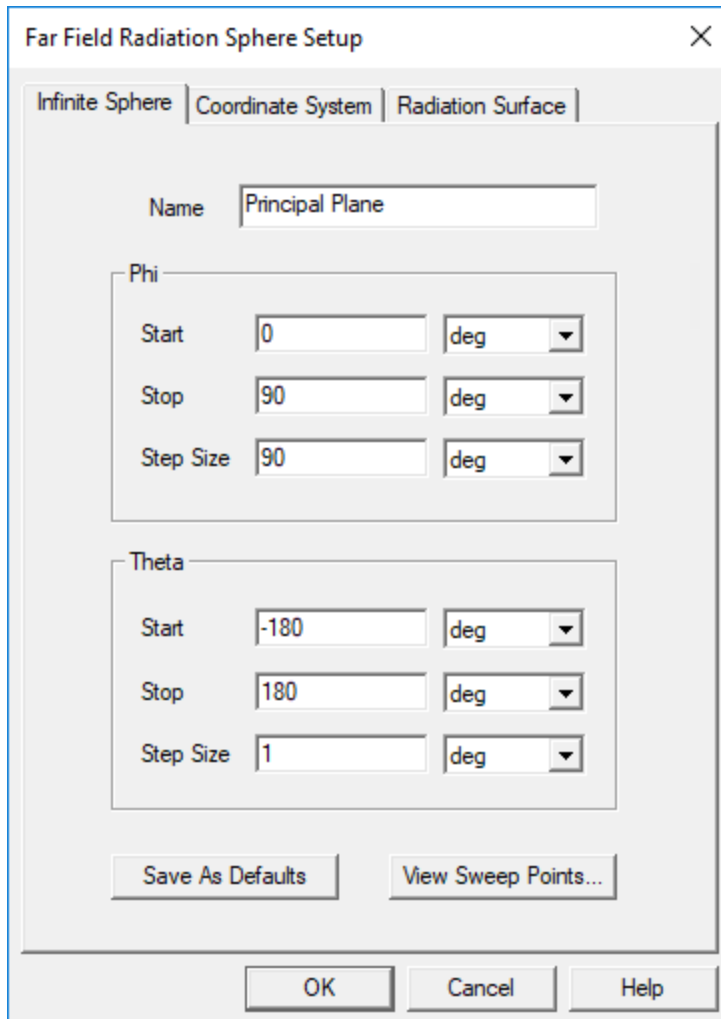 Far Field Radiation Sphere Setup
Infinite Sphere Coordinate System Radiation Surface
Name Principal Plane
Phi
Start 0 deg
Stop 90 deg
Step Size 90 deg
Theta
Start -180 deg
Stop 180 deg
Step Size 1 deg
Save As Defaults View Sweep Points...
OK Cancel Help